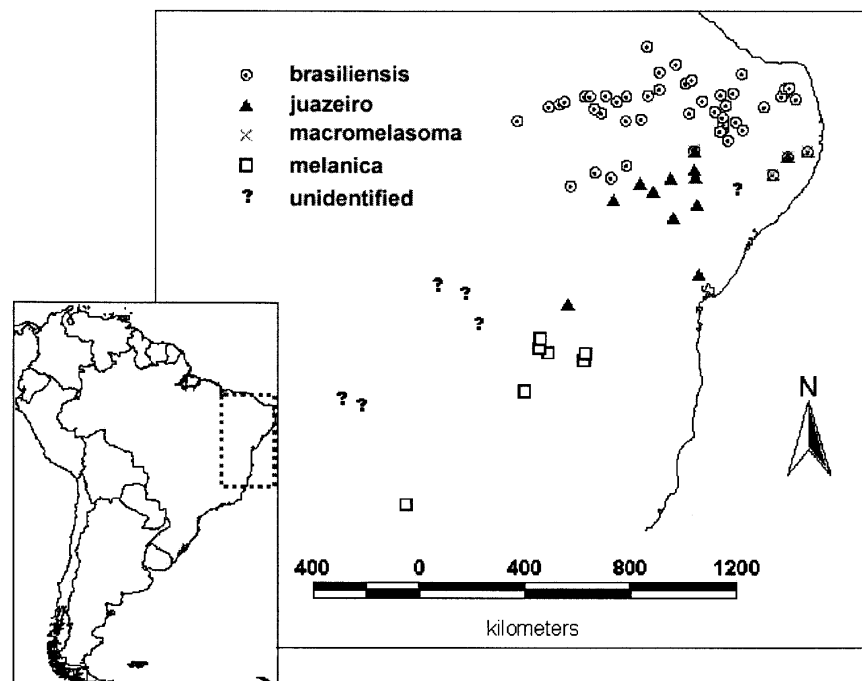 brasiliensis
juazeiro
macromelasoma
melanica
? unidentified
?
? ?
?
? ?
N
400 0 400 800 1200
kilometers